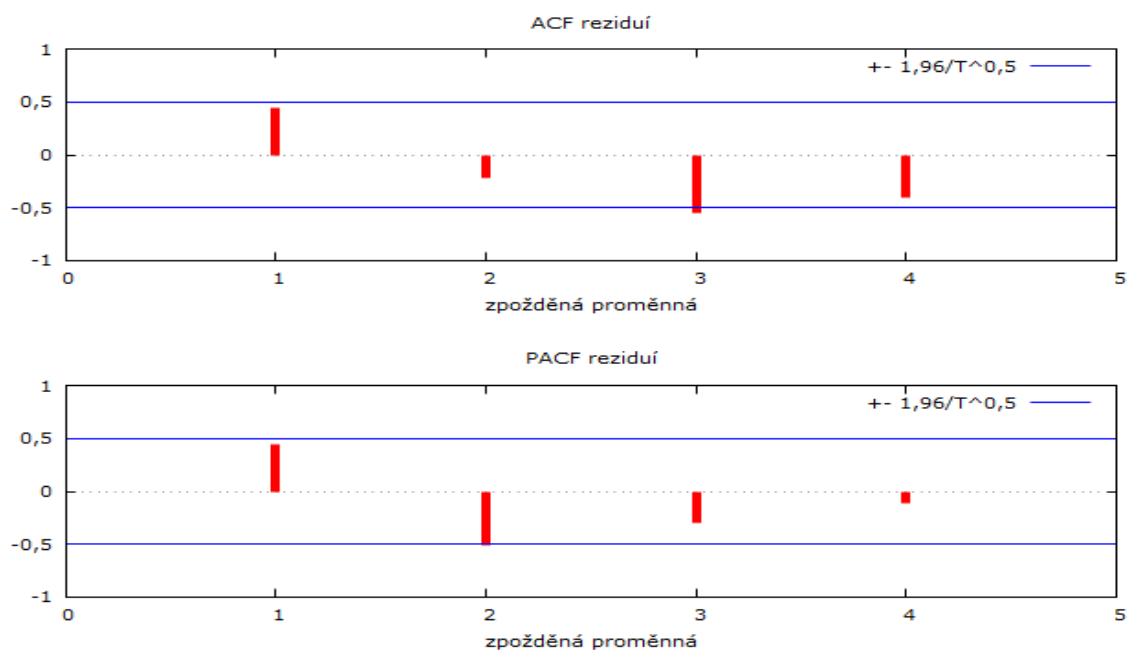 ACF reziduí
+- 1,96/T^0,5
1
0,5
0
-0,5
-1
0 1 2 3 4 5
zpožděná proměnná
PACF reziduí
+- 1,96/T^0,5
1
0,5
0
-0,5
-1
0 1 2 3 4 5
zpožděná proměnná